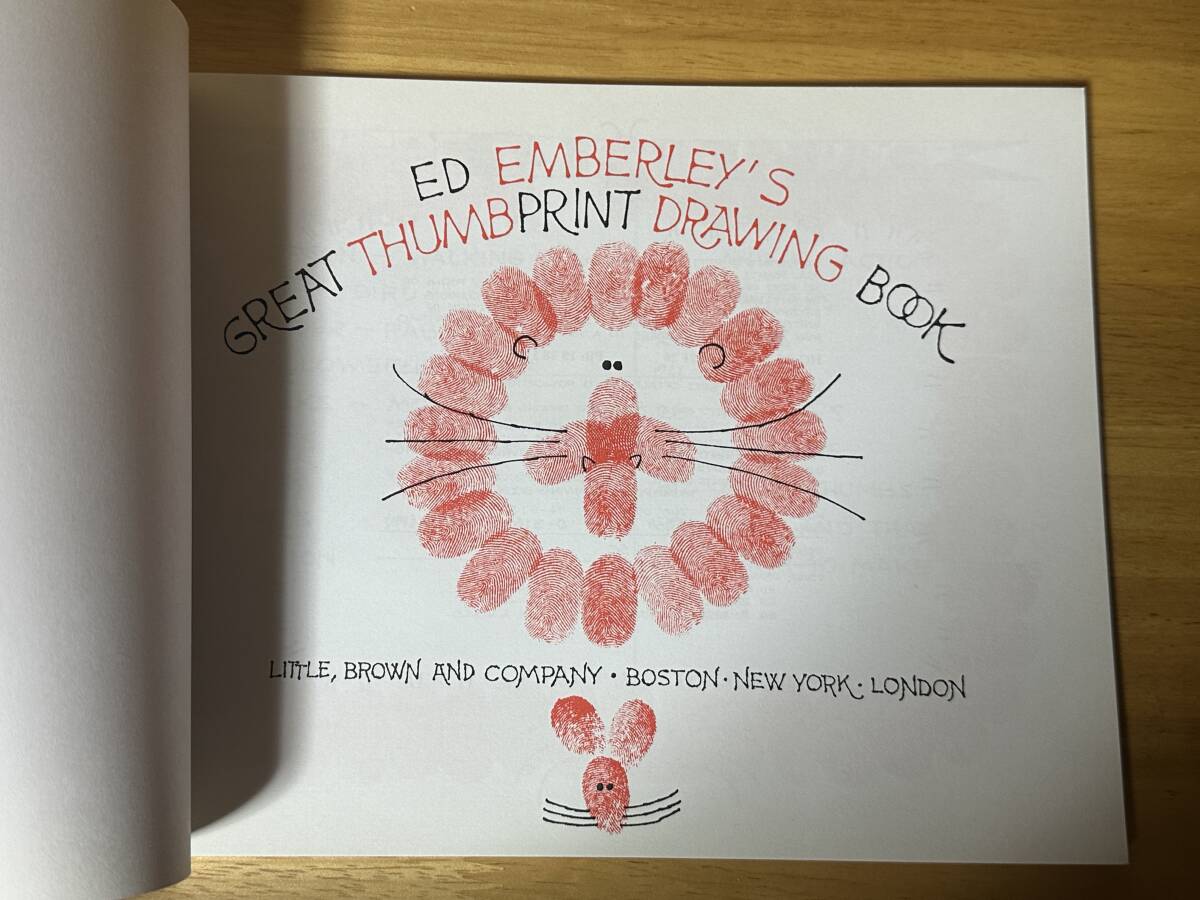 ED EMBERLEY'S
GREAT THUMBPRINT DRAWING BOOK
LITTLE, BROWN AND COMPANY · BOSTON · NEW YORK · LONDON